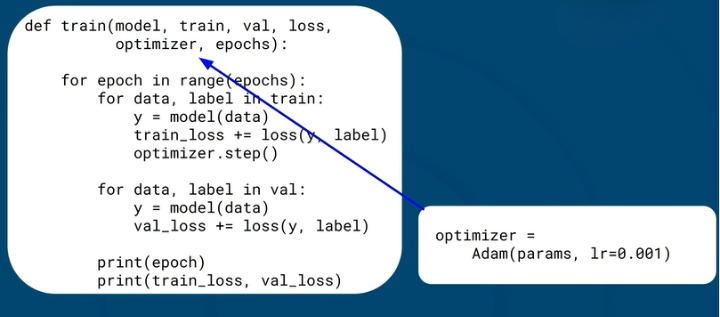 def train(model, train, val, loss,
          optimizer, epochs):
    for epoch in range(epochs):
        for data, label in train:
            y = model(data)
            train_loss += loss(y, label)
            optimizer.step()
        for data, label in val:
            y = model(data)
            val_loss += loss(y, label)
        print(epoch)
        print(train_loss, val_loss)
optimizer =
    Adam(params, lr=0.001)